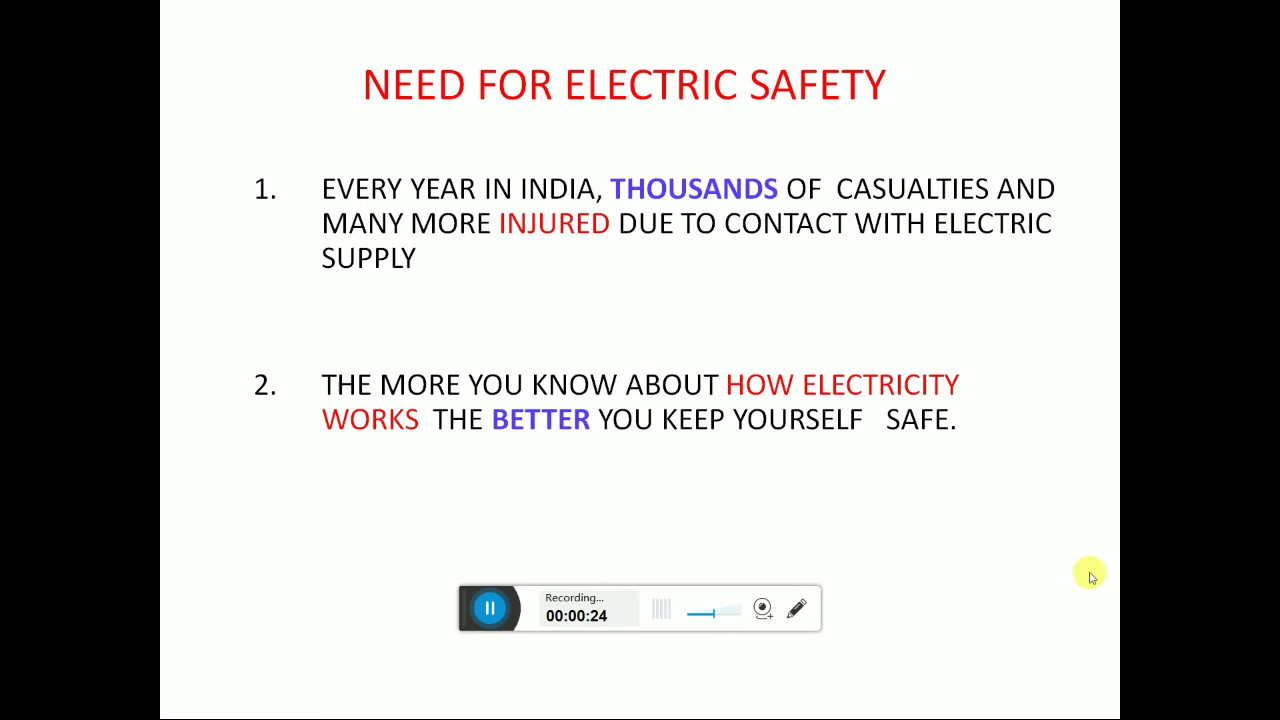 NEED FOR ELECTRIC SAFETY
1. EVERY YEAR IN INDIA, THOUSANDS OF CASUALTIES AND
MANY MORE INJURED DUE TO CONTACT WITH ELECTRIC
SUPPLY
2. THE MORE YOU KNOW ABOUT HOW ELECTRICITY
WORKS THE BETTER YOU KEEP YOURSELF SAFE.
Recording...
00:00:24